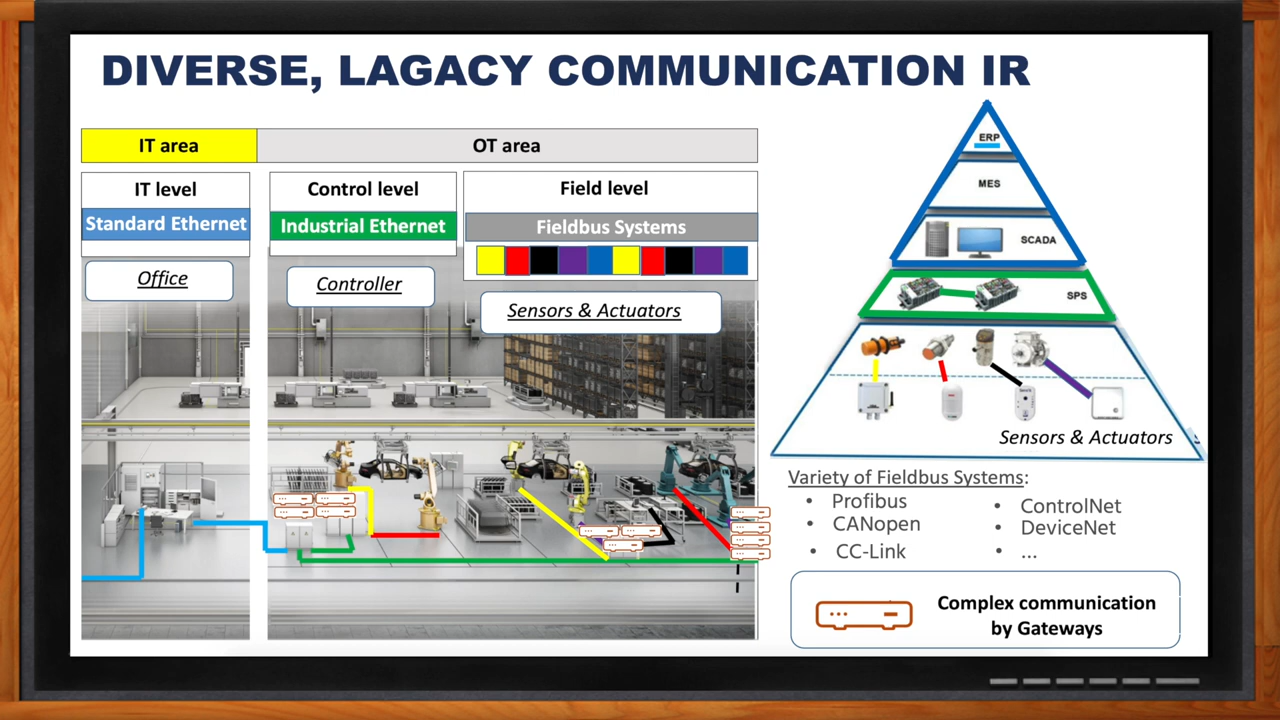 DIVERSE, LAGACY COMMUNICATION IR
IT area
OT area
IT level
Standard Ethernet
Office
Control level
Industrial Ethernet
Controller
Field level
Fieldbus Systems
Sensors & Actuators
ERP
MES
SCADA
SPS
Sensors & Actuators
Variety of Fieldbus Systems:
• Profibus
• CANopen
• CC-Link
• ControlNet
• DeviceNet
• ...
Complex communication
by Gateways